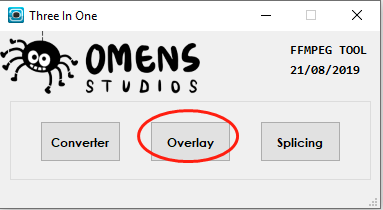 Three In One
OMENS
STUDIOS
FFMPEG TOOL
21/08/2019
Converter
Overlay
Splicing